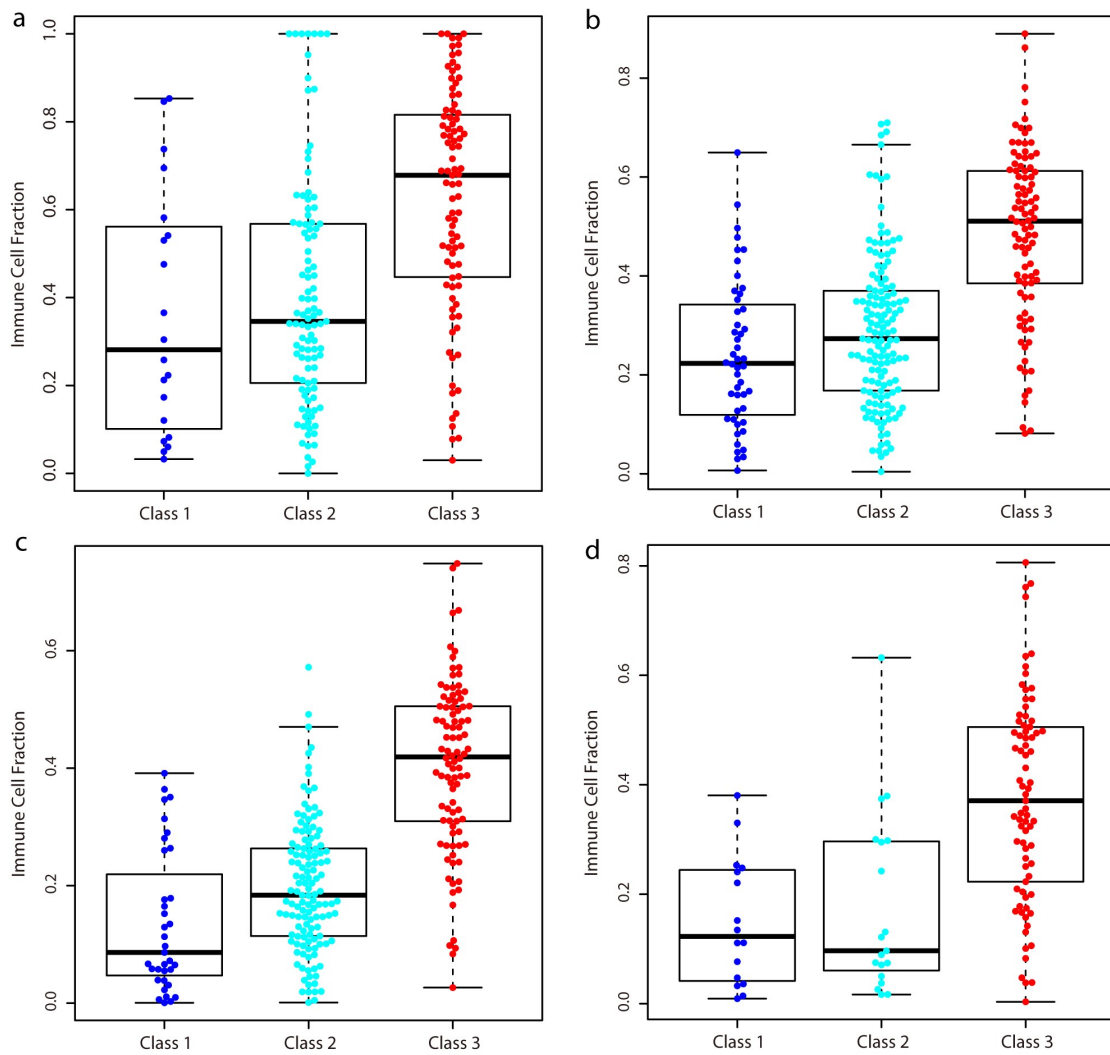 a
Immune Cell Fraction
0.0 0.2 0.4 0.6 0.8 1.0
Class 1 Class 2 Class 3
b
Immune Cell Fraction
0.0 0.2 0.4 0.6 0.8
Class 1 Class 2 Class 3
c
Immune Cell Fraction
0.0 0.2 0.4 0.6
Class 1 Class 2 Class 3
d
Immune Cell Fraction
0.0 0.2 0.4 0.6 0.8
Class 1 Class 2 Class 3